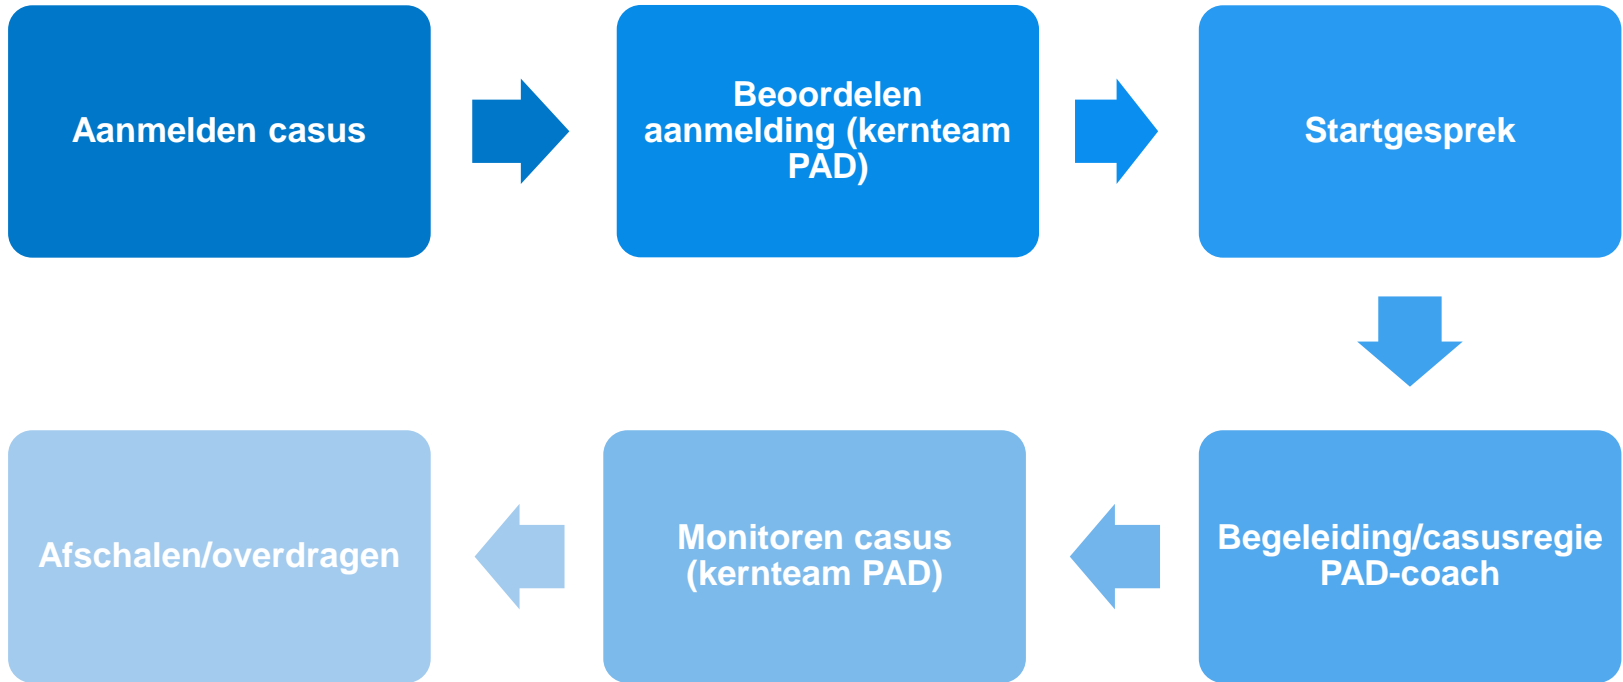 Aanmelden casus
Beoordelen
aanmelding (kernteam
PAD)
Startgesprek
Begeleiding/casusregie
PAD-coach
Monitoren casus
(kernteam PAD)
Afschalen/overdragen